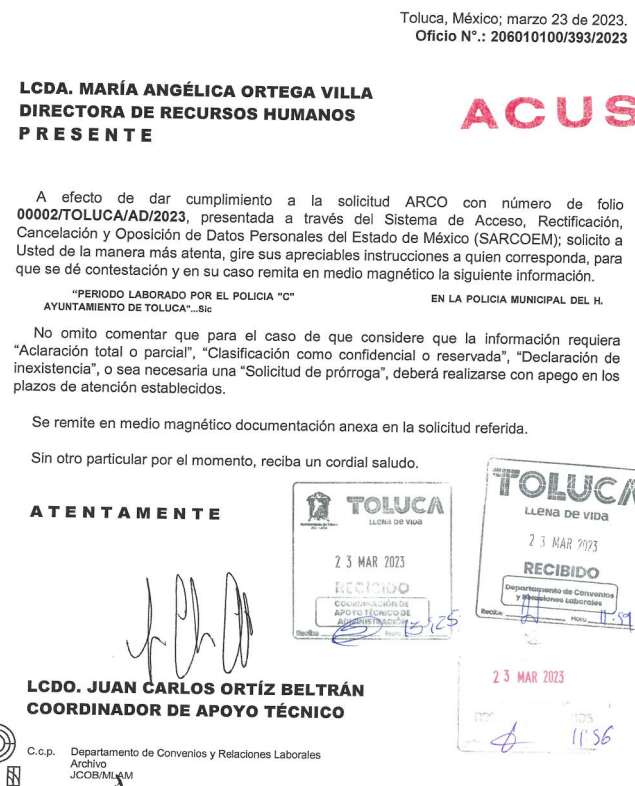 Toluca, México; marzo 23 de 2023.
Oficio N°.: 206010100/393/2023
LCDA. MARÍA ANGÉLICA ORTEGA VILLA
DIRECTORA DE RECURSOS HUMANOS
P R E S E N T E
ACUS
A efecto de dar cumplimiento a la solicitud ARCO con número de folio
00002/TOLUCA/AD/2023, presentada a través del Sistema de Acceso, Rectificación,
Cancelación y Oposición de Datos Personales del Estado de México (SARCOEM); solicito a
Usted de la manera más atenta, gire sus apreciables instrucciones a quien corresponda, para
que se dé contestación y en su caso remita en medio magnético la siguiente información.
"PERIODO LABORADO POR EL POLICIA "C" EN LA POLICIA MUNICIPAL DEL H.
AYUNTAMIENTO DE TOLUCA"...Sic
No omito comentar que para el caso de que considere que la información requiera
"Aclaración total o parcial", "Clasificación como confidencial o reservada", "Declaración de
inexistencia", o sea necesaria una "Solicitud de prórroga", deberá realizarse con apego en los
plazos de atención establecidos.
Se remite en medio magnético documentación anexa en la solicitud referida.
Sin otro particular por el momento, reciba un cordial saludo.
A T E N T A M E N T E
TOLUCA
LLENA DE VIDA
2 3 MAR 2023
RECIBIDO
COORDINACIÓN DE
APOYO TÉCNICO DE
ADMINISTRACIÓN
Recibe Hora 13:25
TOLUCA
LLENA DE VIDA
2 3 MAR 2023
RECIBIDO
Departamento de Convenios
y Relaciones Laborales
Recibe Hora 11:59
2 3 MAR 2023
11:56
LCDO. JUAN CARLOS ORTÍZ BELTRÁN
COORDINADOR DE APOYO TÉCNICO
C.c.p. Departamento de Convenios y Relaciones Laborales
Archivo
JCOB/MLAM